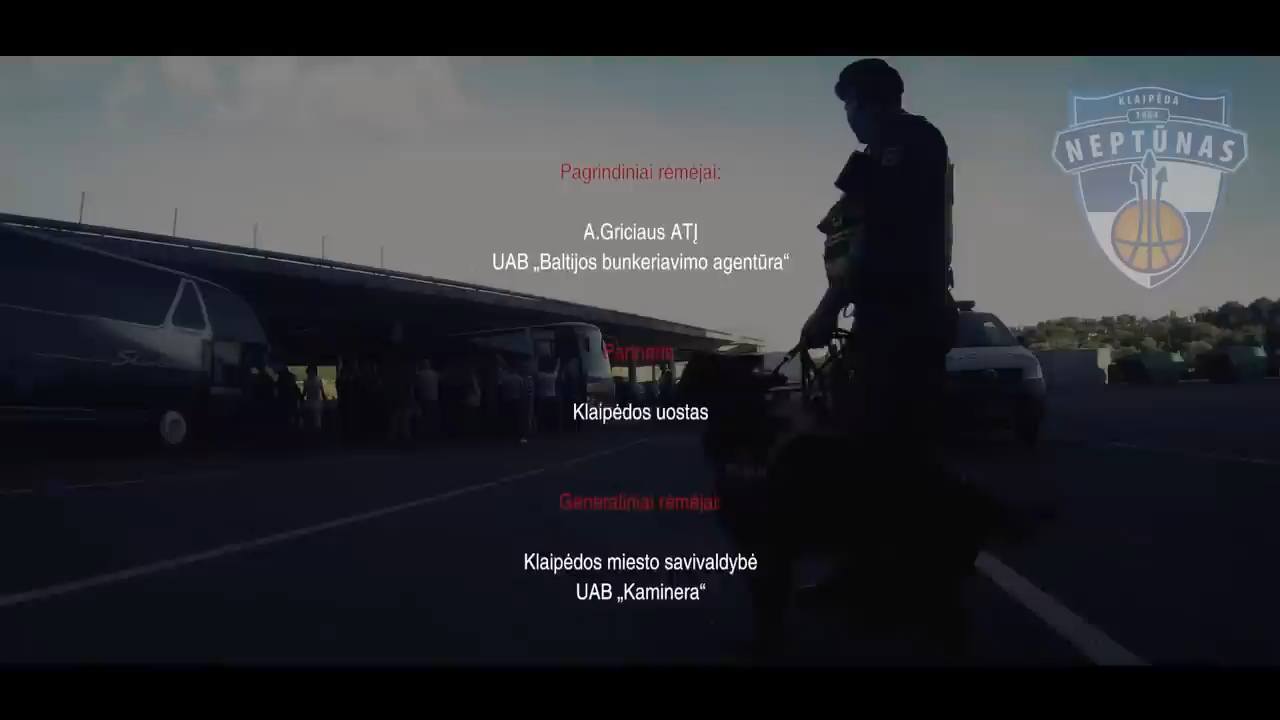 KLAIPĖDA
1964
NEPTŪNAS
Pagrindiniai rėmėjai:
A.Griciaus ATĮ
UAB „Baltijos bunkeriavimo agentūra“
Partneris
Klaipėdos uostas
Generaliniai rėmėjai:
Klaipėdos miesto savivaldybė
UAB „Kaminera“